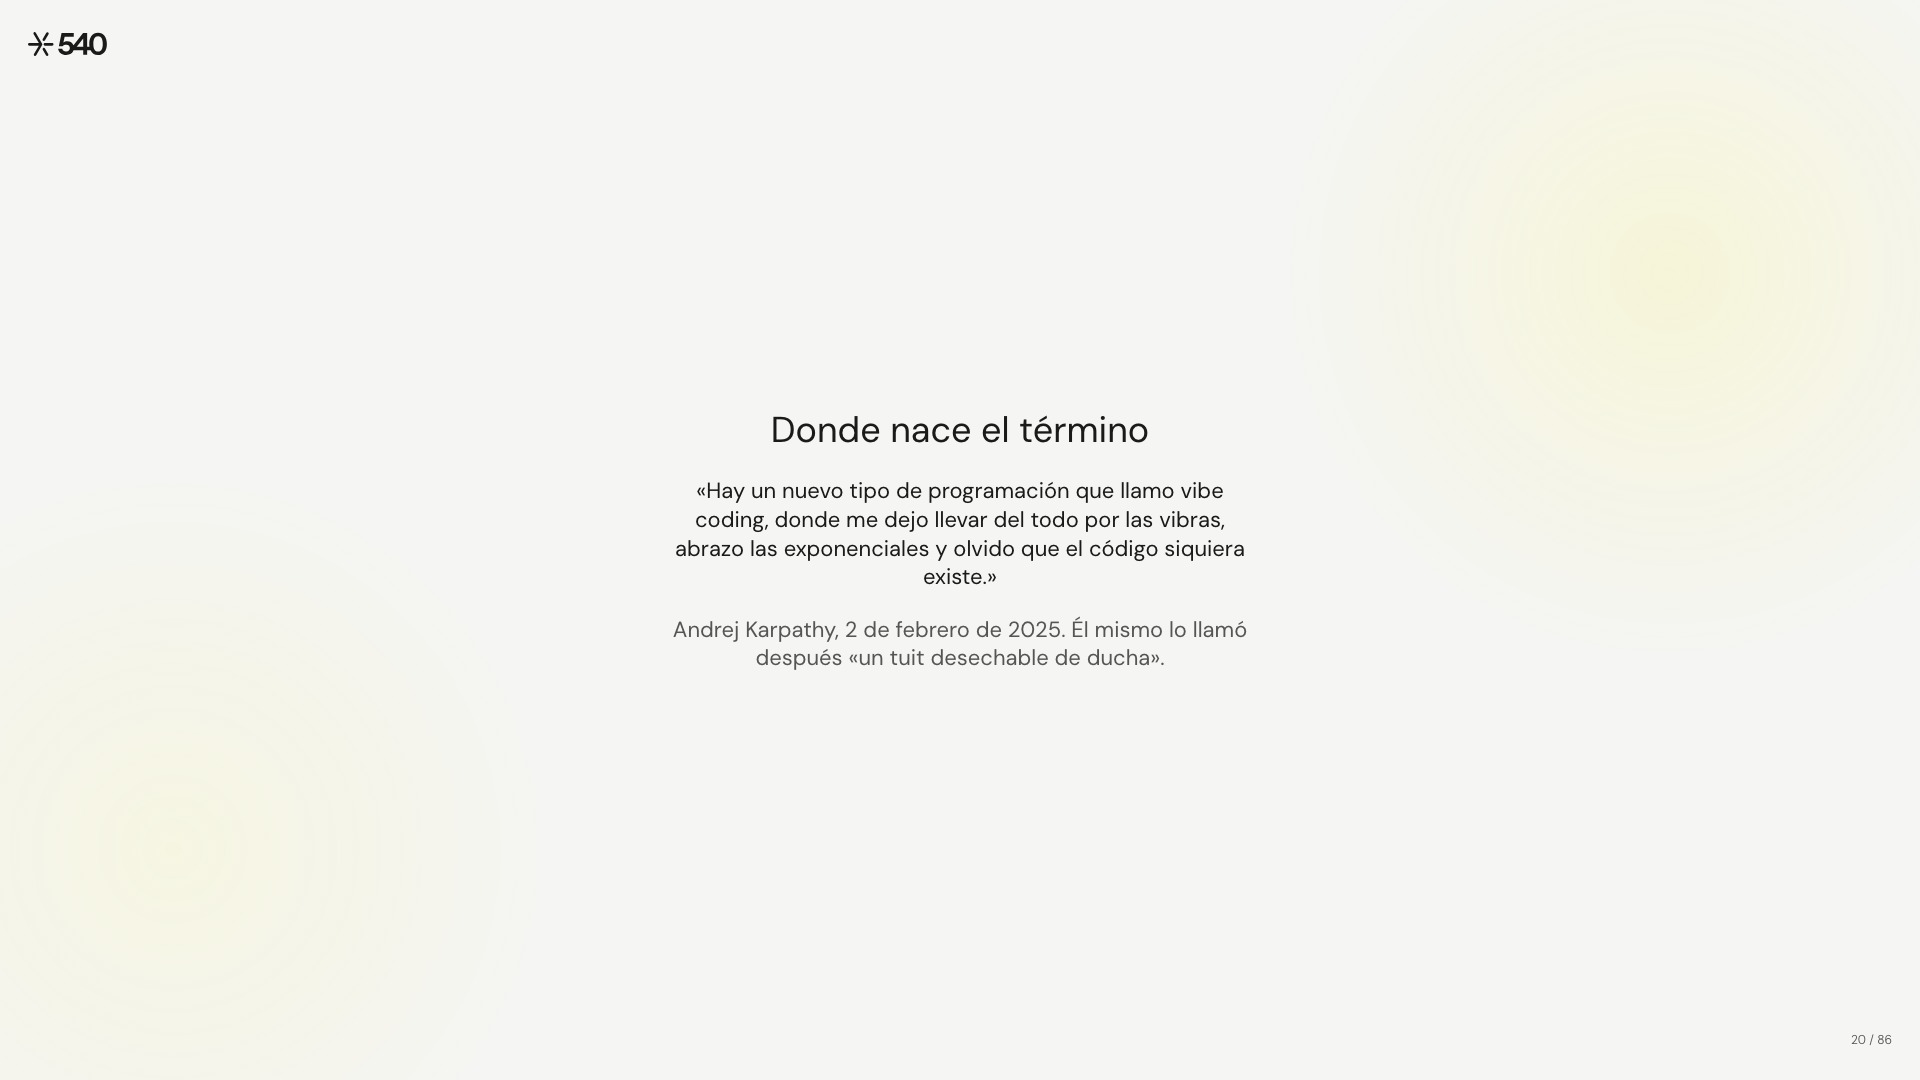 540
Donde nace el término
«Hay un nuevo tipo de programación que llamo vibe
coding, donde me dejo llevar del todo por las vibras,
abrazo las exponenciales y olvido que el código siquiera
existe.»
Andrej Karpathy, 2 de febrero de 2025. Él mismo lo llamó
después «un tuit desechable de ducha».
20 / 86